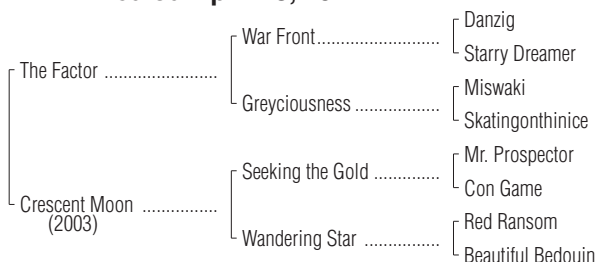 Danzig
War Front
Starry Dreamer
The Factor
Miswaki
Greyciousness
Skatingonthinice
Mr. Prospector
Seeking the Gold
Con Game
Crescent Moon
(2003)
Red Ransom
Wandering Star
Beautiful Bedouin